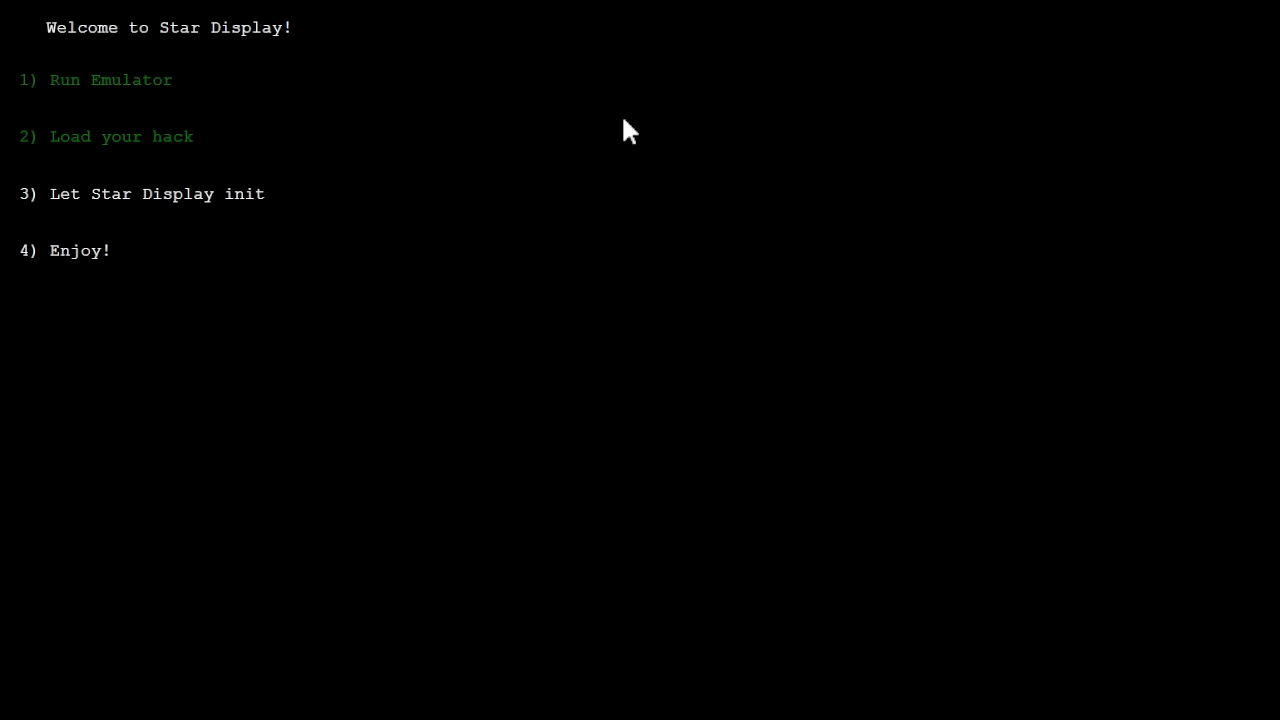 Welcome to Star Display!
1) Run Emulator
2) Load your hack
3) Let Star Display init
4) Enjoy!